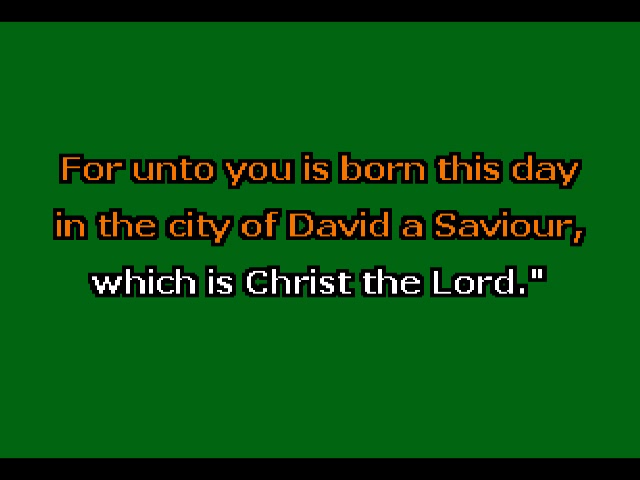 For unto you is born this day
in the city of David a Saviour,
which is Christ the Lord."